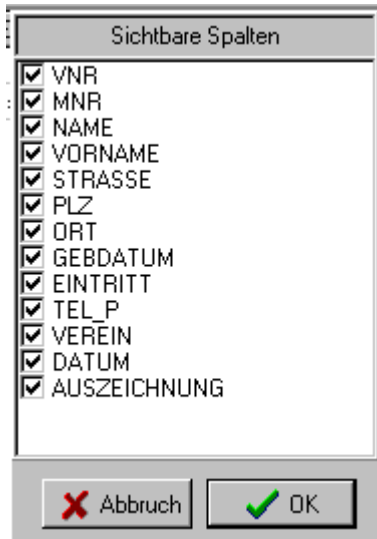 Sichtbare Spalten
VNR
MNR
NAME
VORNAME
STRASSE
PLZ
ORT
GEBDATUM
EINTRITT
TEL_P
VEREIN
DATUM
AUSZEICHNUNG
Abbruch OK